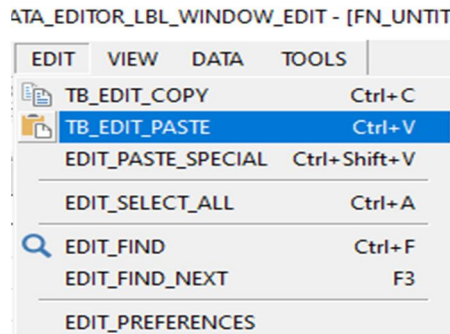 ATA_EDITOR_LBL_WINDOW_EDIT - [FN_UNTIT
EDIT VIEW DATA TOOLS
TB_EDIT_COPY Ctrl+C
TB_EDIT_PASTE Ctrl+V
EDIT_PASTE_SPECIAL Ctrl+Shift+V
EDIT_SELECT_ALL Ctrl+A
EDIT_FIND Ctrl+F
EDIT_FIND_NEXT F3
EDIT_PREFERENCES